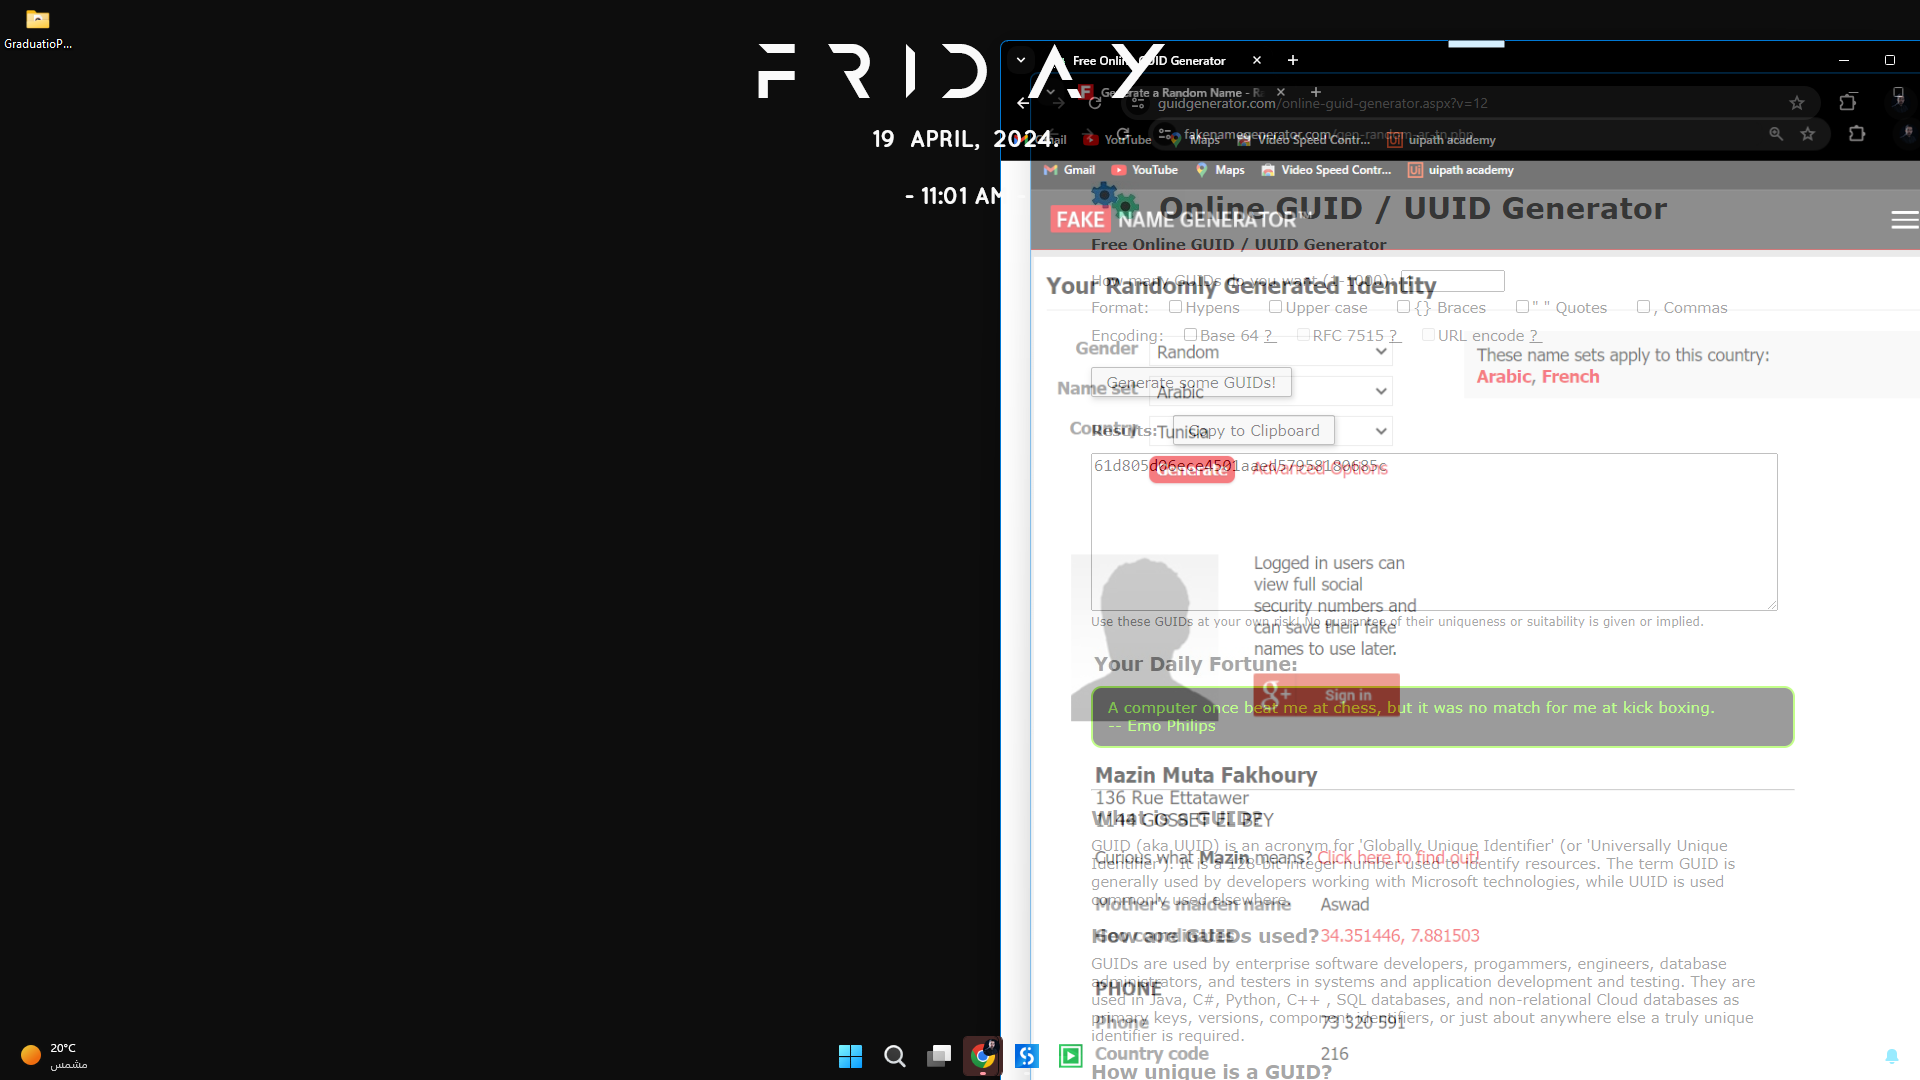 GraduatioP...
FRIDAY
19 APRIL, 2024.
- 11:01 AM
Free Online GUID Generator
Generate a Random Name - Ra
guidgenerator.com/online-guid-generator.aspx?v=12
fakenamegenerator.com/gen-random-ar-tn.php
Gmail YouTube Maps Video Speed Contr... uipath academy
Gmail YouTube Maps Video Speed Contr... uipath academy
Online GUID / UUID Generator
FAKE NAME GENERATOR™
Free Online GUID / UUID Generator
How many GUIDs do you want (1-1000):
Your Randomly Generated Identity
Format: Hypens Upper case {} Braces " " Quotes , Commas
Encoding: Base 64 ? RFC 7515 ? URL encode ?
Gender Random
These name sets apply to this country:
Arabic, French
Generate some GUIDs!
Name set Arabic
Country Tunisia
Results: Copy to Clipboard
61d805d06ece4501aaed57958180685c
Generate Advanced Options
Logged in users can
view full social
security numbers and
can save their fake
names to use later.
Use these GUIDs at your own risk! No guarantee of their uniqueness or suitability is given or implied.
Your Daily Fortune:
g+ Sign in
A computer once beat me at chess, but it was no match for me at kick boxing.
-- Emo Philips
Mazin Muta Fakhoury
136 Rue Ettatawer
1144 GOSSET EL BEY
What is a GUID?
GUID (aka UUID) is an acronym for 'Globally Unique Identifier' (or 'Universally Unique
Identifier'). It is a 128-bit integer number used to identify resources. The term GUID is
generally used by developers working with Microsoft technologies, while UUID is used
commonly used elsewhere.
Curious what Mazin means? Click here to find out!
Mother's maiden name Aswad
Geo coordinates 34.351446, 7.881503
How are GUIDs used?
GUIDs are used by enterprise software developers, progammers, engineers, database
administrators, and testers in systems and application development and testing. They are
used in Java, C#, Python, C++ , SQL databases, and non-relational Cloud databases as
primary keys, versions, component identifiers, or just about anywhere else a truly unique
identifier is required.
PHONE
Phone 73 320 591
Country code 216
How unique is a GUID?
20°C
مشمس